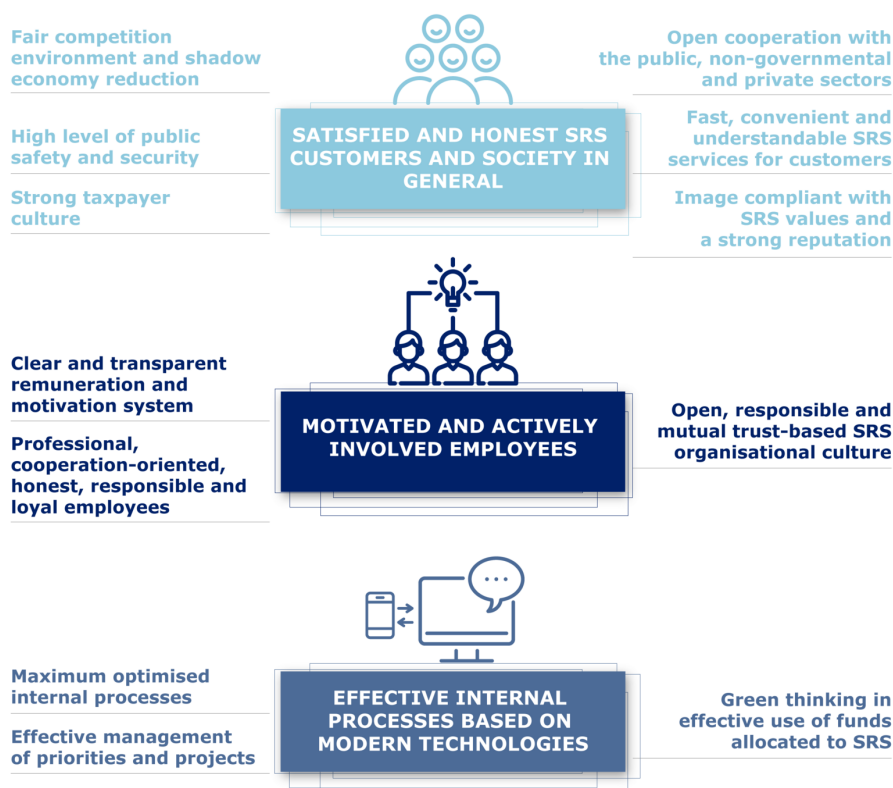 Fair competition
environment and shadow
economy reduction
High level of public
safety and security
Strong taxpayer
culture
SATISFIED AND HONEST SRS
CUSTOMERS AND SOCIETY IN
GENERAL
Open cooperation with
the public, non-governmental
and private sectors
Fast, convenient and
understandable SRS
services for customers
Image compliant with
SRS values and
a strong reputation
Clear and transparent
remuneration and
motivation system
Professional,
cooperation-oriented,
honest, responsible and
loyal employees
MOTIVATED AND ACTIVELY
INVOLVED EMPLOYEES
Open, responsible and
mutual trust-based SRS
organisational culture
Maximum optimised
internal processes
Effective management
of priorities and projects
EFFECTIVE INTERNAL
PROCESSES BASED ON
MODERN TECHNOLOGIES
Green thinking in
effective use of funds
allocated to SRS